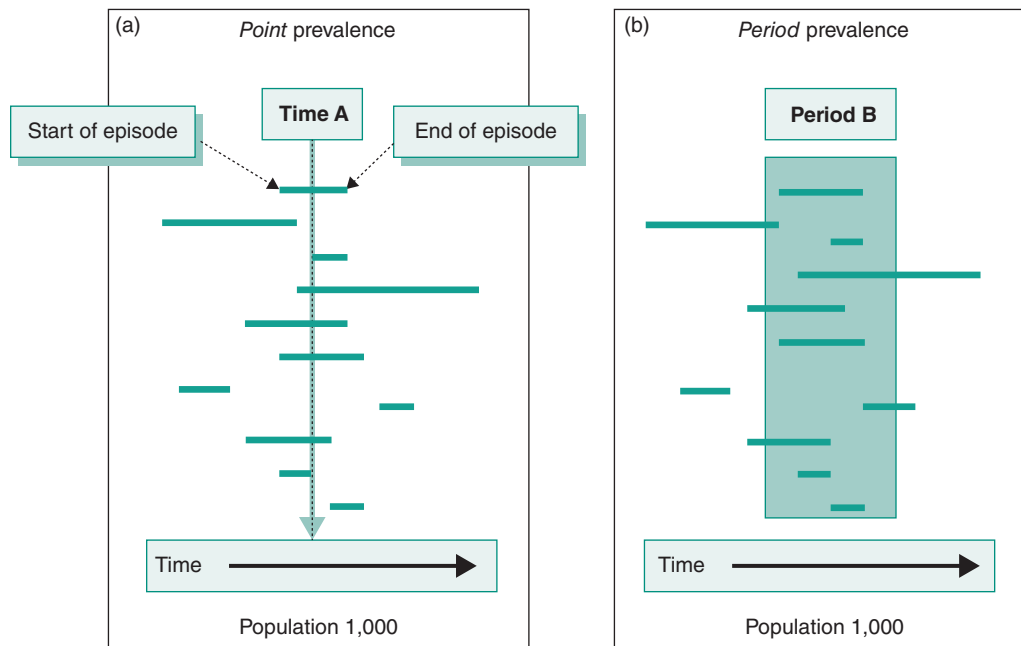 (a)
Point prevalence
Time A
Start of episode
End of episode
Time
Population 1,000
(b)
Period prevalence
Period B
Time
Population 1,000